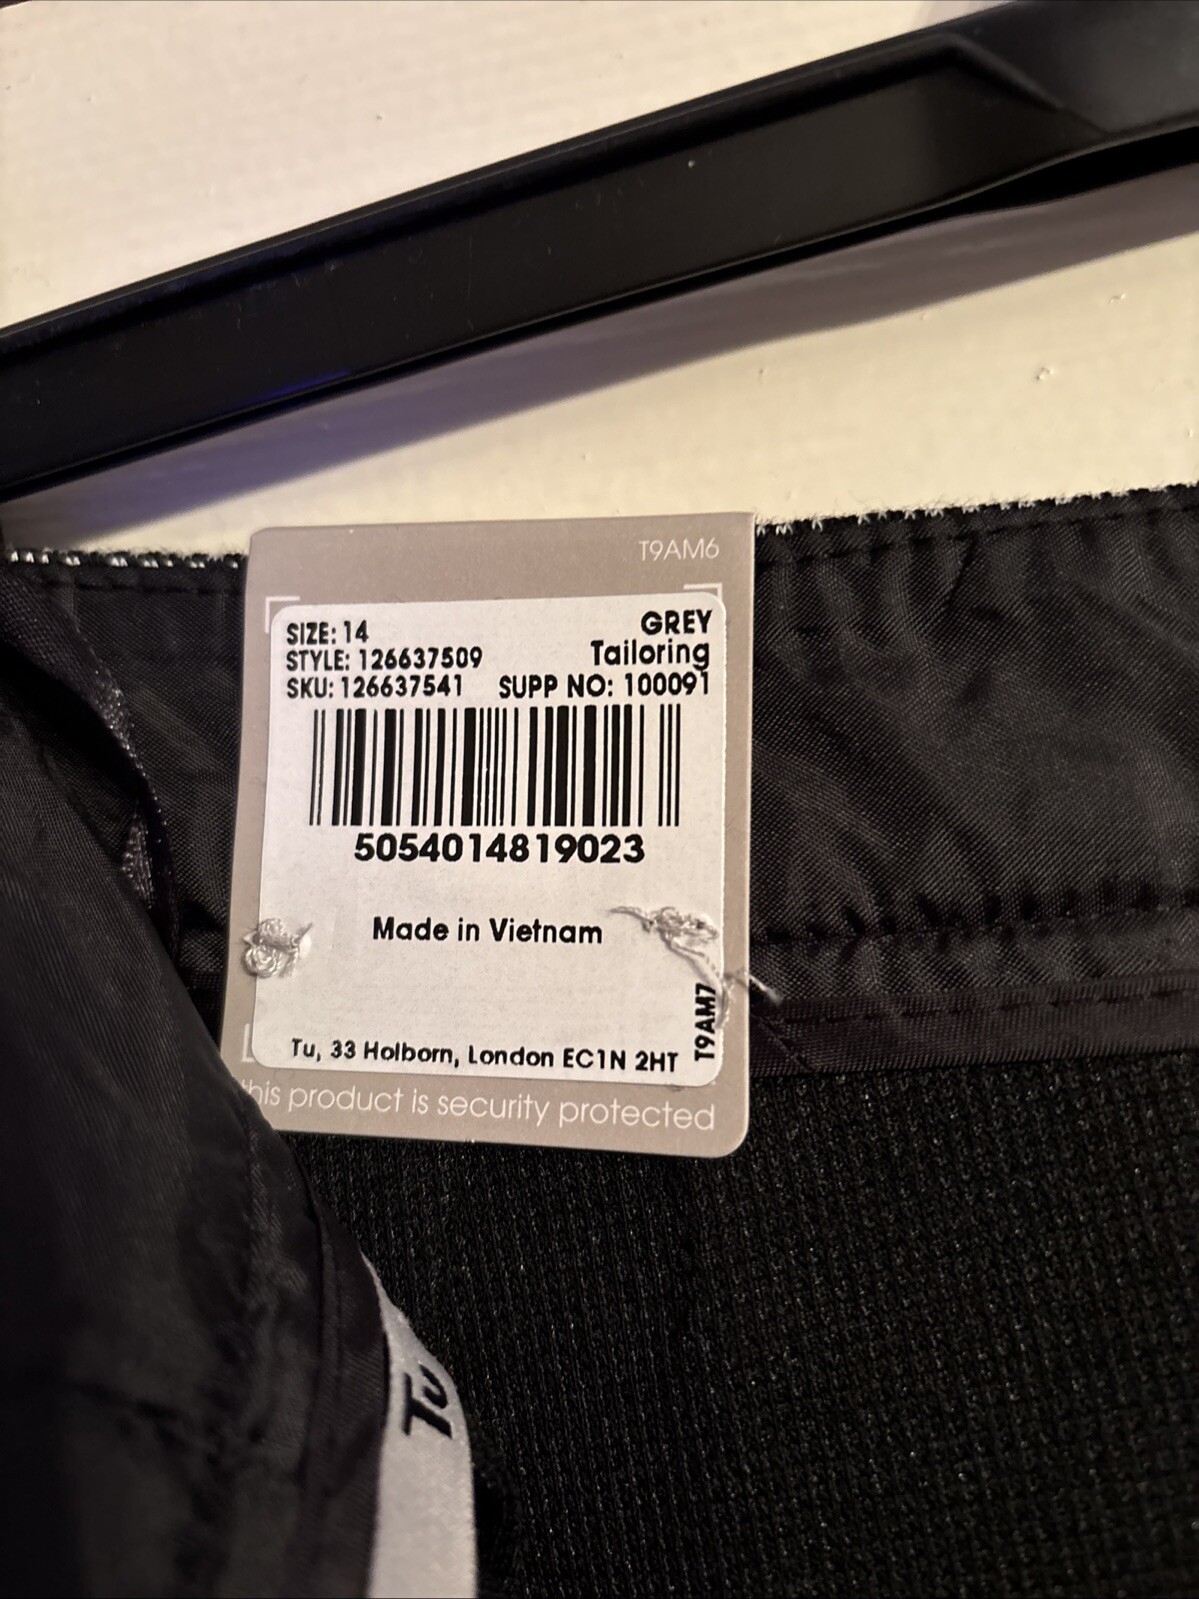 T9AM6
SIZE: 14 GREY
STYLE: 126637509 Tailoring
SKU: 126637541 SUPP NO: 100091
5054014819023
Made in Vietnam
T9AM7
Tu, 33 Holborn, London EC1N 2HT
this product is security protected
Tu